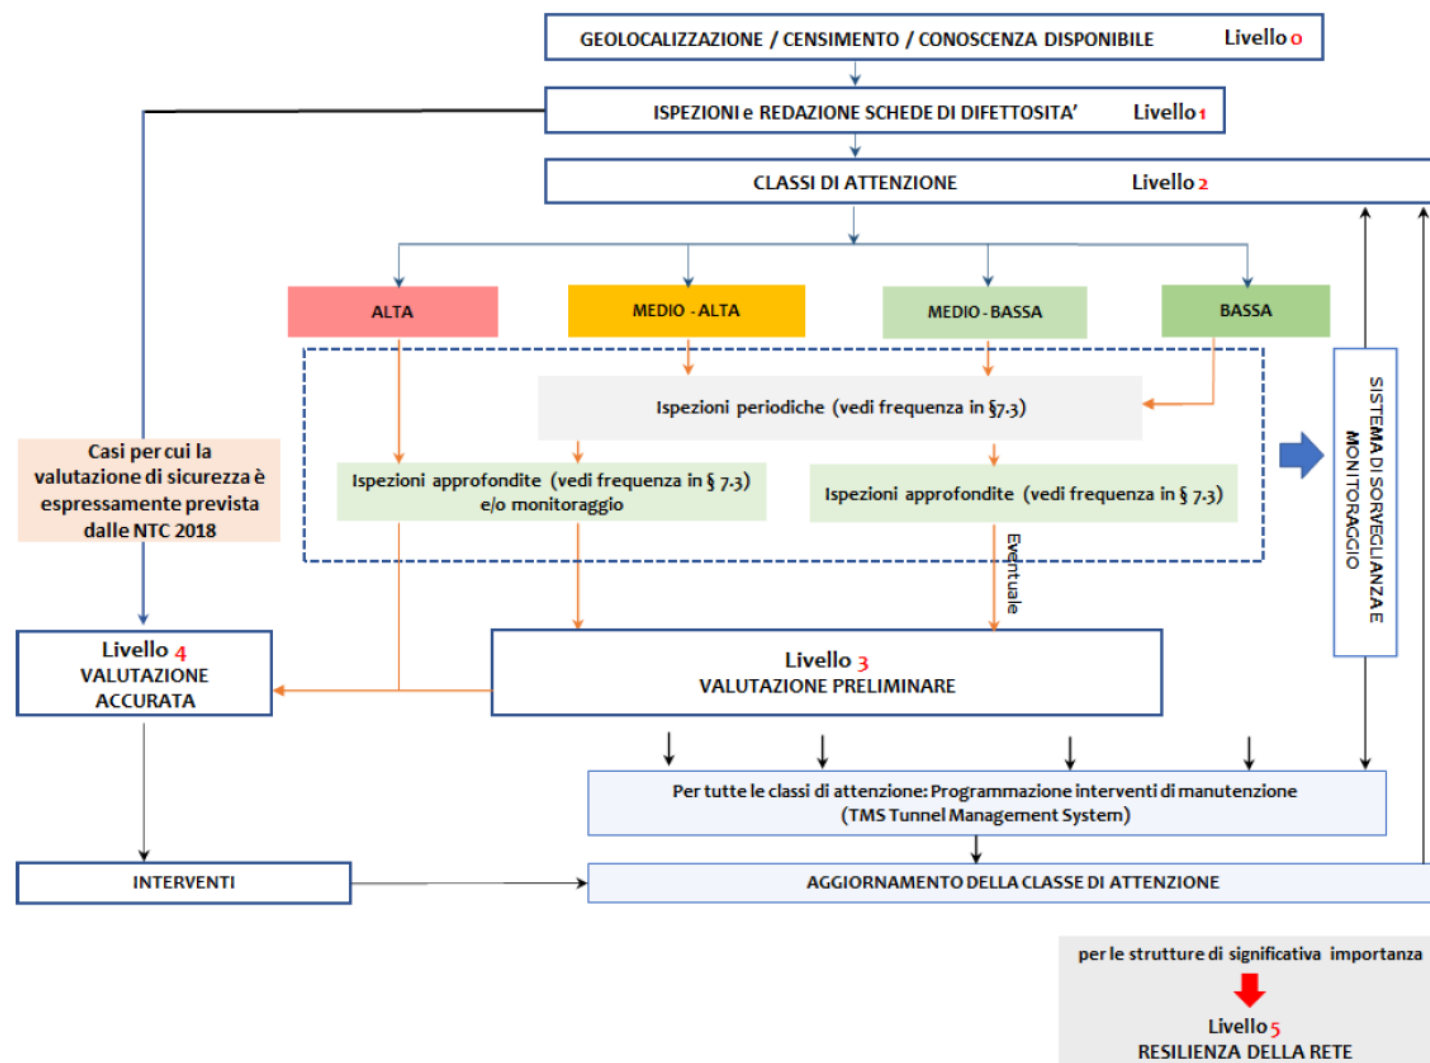 GEOLOCALIZZAZIONE / CENSIMENTO / CONOSCENZA DISPONIBILE Livello 0
ISPEZIONI e REDAZIONE SCHEDE DI DIFETTOSITA’ Livello 1
CLASSI DI ATTENZIONE Livello 2
ALTA
MEDIO - ALTA
MEDIO - BASSA
BASSA
Ispezioni periodiche (vedi frequenza in §7.3)
Casi per cui la
valutazione di sicurezza è
espressamente prevista
dalle NTC 2018
Ispezioni approfondite (vedi frequenza in § 7.3)
e/o monitoraggio
Ispezioni approfondite (vedi frequenza in § 7.3)
Eventuale
SISTEMA DI SORVEGLIANZA E
MONITORAGGIO
Livello 4
VALUTAZIONE
ACCURATA
Livello 3
VALUTAZIONE PRELIMINARE
Per tutte le classi di attenzione: Programmazione interventi di manutenzione
(TMS Tunnel Management System)
INTERVENTI
AGGIORNAMENTO DELLA CLASSE DI ATTENZIONE
per le strutture di significativa importanza
Livello 5
RESILIENZA DELLA RETE